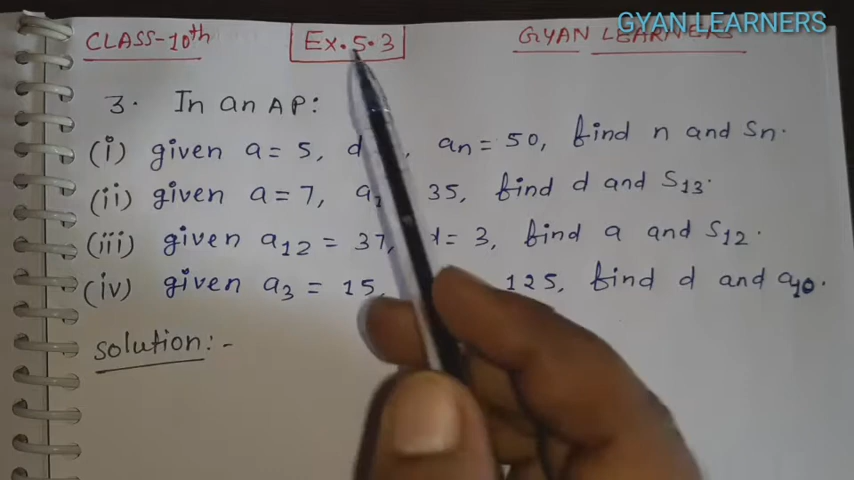 GYAN LEARNERS
CLASS-10th Ex. 5.3 GYAN LEARNERS
3. In an AP:
(i) given a = 5, d , an = 50, find n and Sn.
(ii) given a = 7, a 35, find d and S13.
(iii) given a12 = 37, = 3, find a and S12.
(iv) given a3 = 15, 125, find d and a10.
Solution:-